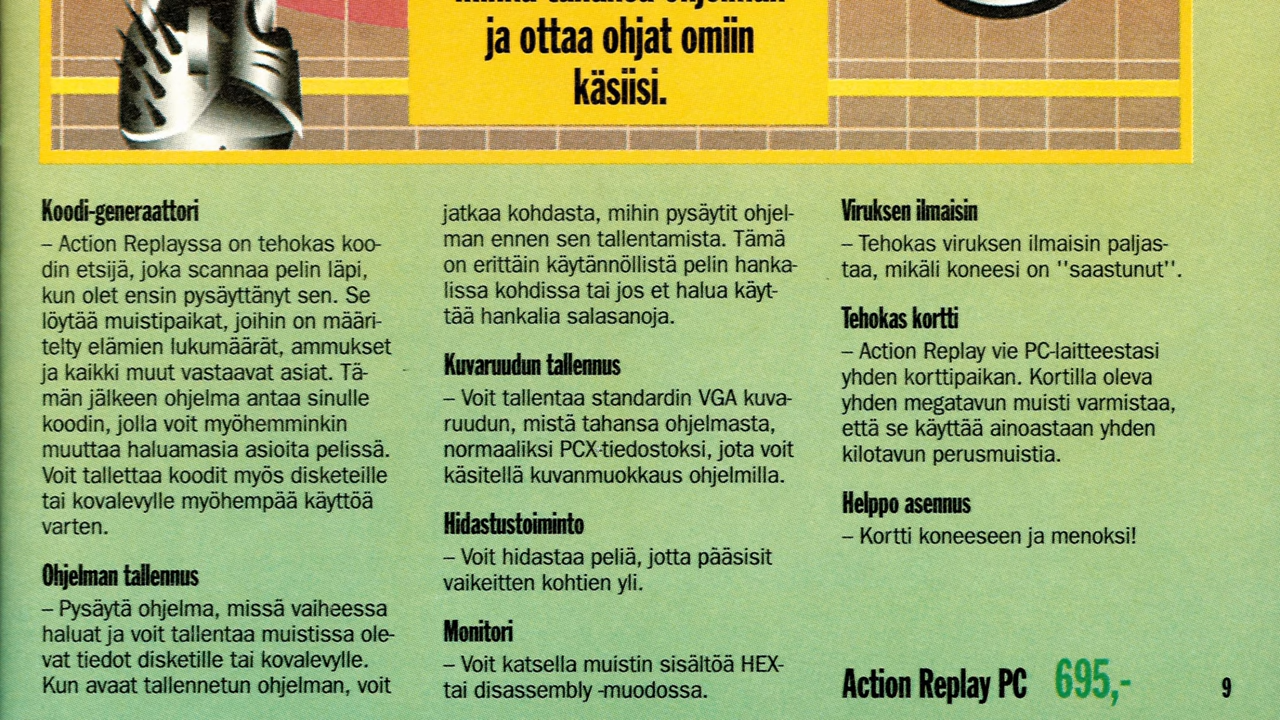 ja ottaa ohjat omiin
käsiisi.
Koodi-generaattori
– Action Replayssa on tehokas koo-
din etsijä, joka scannaa pelin läpi,
kun olet ensin pysäyttänyt sen. Se
löytää muistipaikat, joihin on määri-
telty elämien lukumäärät, ammukset
ja kaikki muut vastaavat asiat. Tä-
män jälkeen ohjelma antaa sinulle
koodin, jolla voit myöhemminkin
muuttaa haluamasia asioita pelissä.
Voit tallettaa koodit myös disketeille
tai kovalevylle myöhempää käyttöä
varten.
Ohjelman tallennus
– Pysäytä ohjelma, missä vaiheessa
haluat ja voit tallentaa muistissa ole-
vat tiedot disketille tai kovalevylle.
Kun avaat tallennetun ohjelman, voit
jatkaa kohdasta, mihin pysäytit ohjel-
man ennen sen tallentamista. Tämä
on erittäin käytännöllistä pelin hanka-
lissa kohdissa tai jos et halua käyt-
tää hankalia salasanoja.
Kuvaruudun tallennus
– Voit tallentaa standardin VGA kuva-
ruudun, mistä tahansa ohjelmasta,
normaaliksi PCX-tiedostoksi, jota voit
käsitellä kuvanmuokkaus ohjelmilla.
Hidastustoiminto
– Voit hidastaa peliä, jotta pääsisit
vaikeitten kohtien yli.
Monitori
– Voit katsella muistin sisältöä HEX-
tai disassembly -muodossa.
Viruksen ilmaisin
– Tehokas viruksen ilmaisin paljas-
taa, mikäli koneesi on "saastunut".
Tehokas kortti
– Action Replay vie PC-laitteestasi
yhden korttipaikan. Kortilla oleva
yhden megatavun muisti varmistaa,
että se käyttää ainoastaan yhden
kilotavun perusmuistia.
Helppo asennus
– Kortti koneeseen ja menoksi!
Action Replay PC 695,-
9